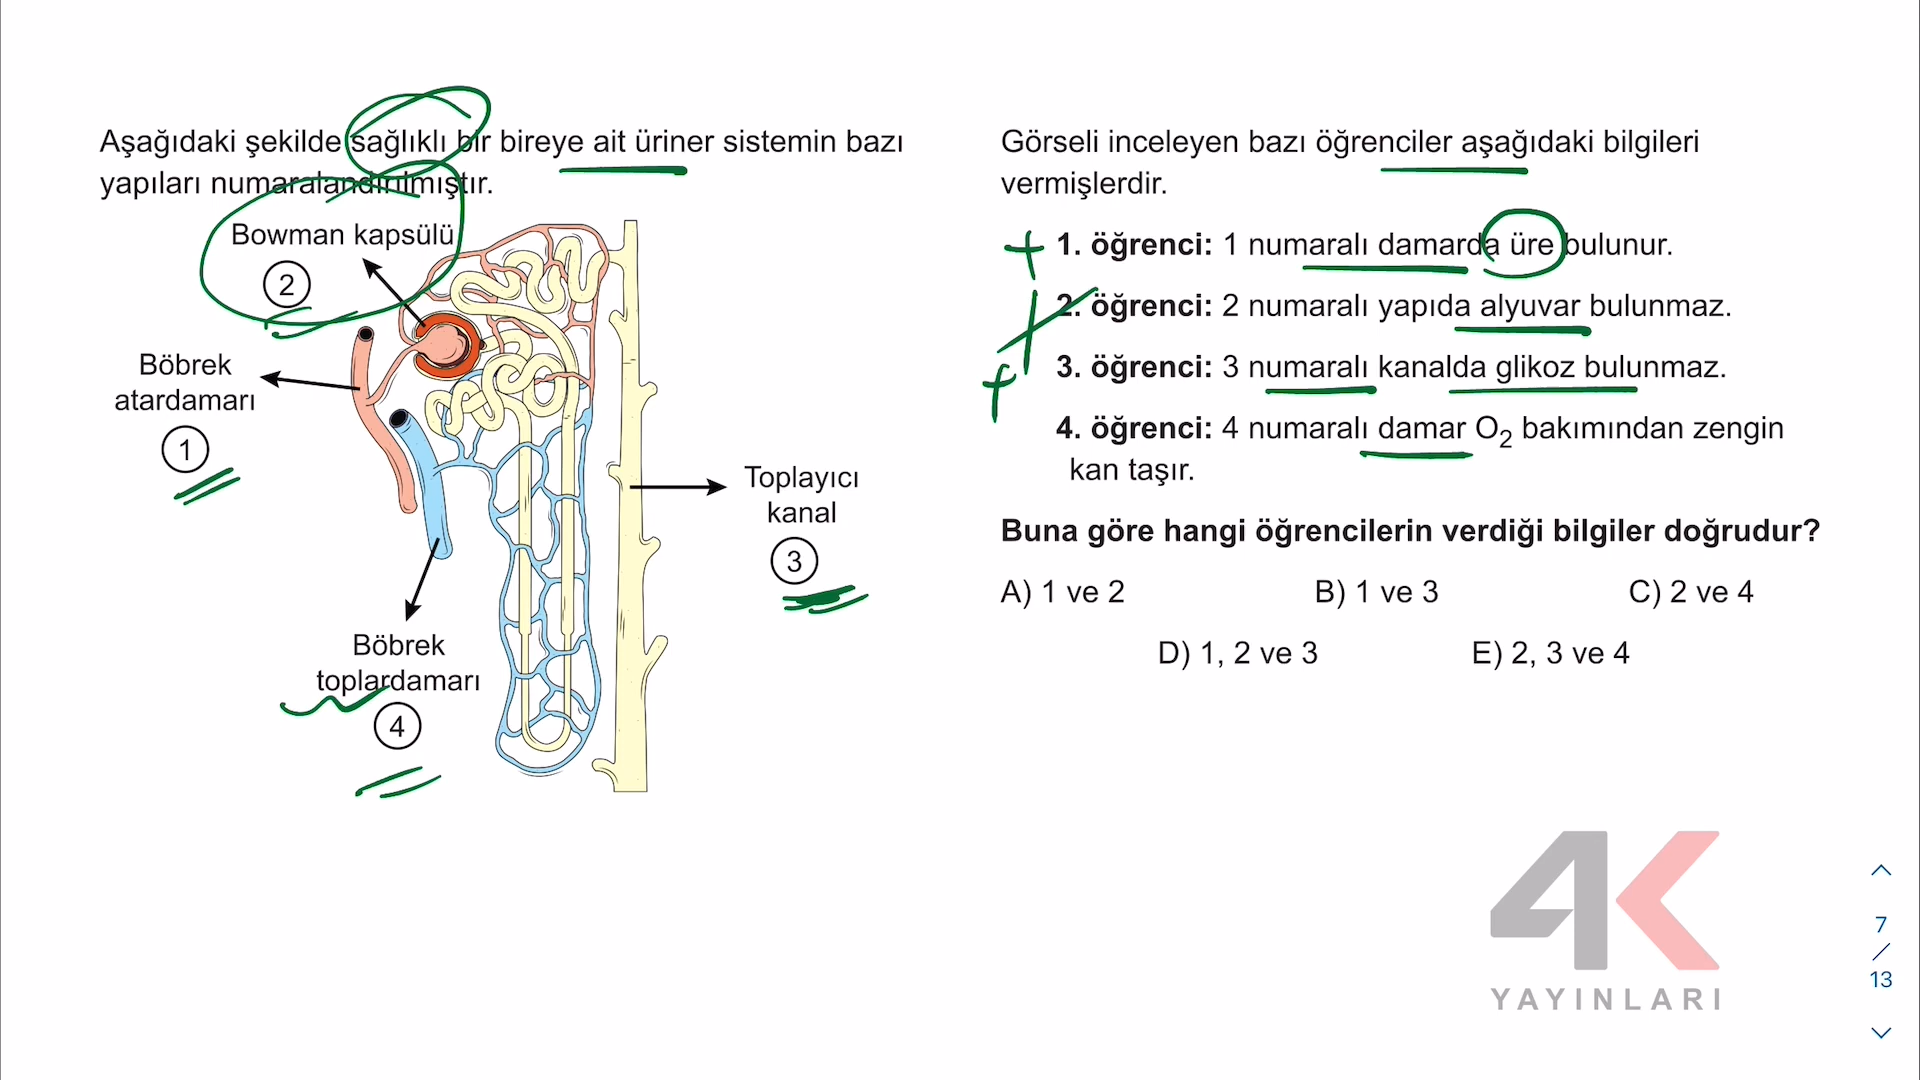 Aşağıdaki şekilde sağlıklı bir bireye ait üriner sistemin bazı
yapıları numaralandırılmıştır.
Bowman kapsülü
2
Böbrek
atardamarı
1
Toplayıcı
kanal
3
Böbrek
toplardamarı
4
Görseli inceleyen bazı öğrenciler aşağıdaki bilgileri
vermişlerdir.
1. öğrenci: 1 numaralı damarda üre bulunur.
2. öğrenci: 2 numaralı yapıda alyuvar bulunmaz.
3. öğrenci: 3 numaralı kanalda glikoz bulunmaz.
4. öğrenci: 4 numaralı damar O₂ bakımından zengin
kan taşır.
Buna göre hangi öğrencilerin verdiği bilgiler doğrudur?
A) 1 ve 2 B) 1 ve 3 C) 2 ve 4
D) 1, 2 ve 3 E) 2, 3 ve 4
4K
YAYINLARI
7
/
13